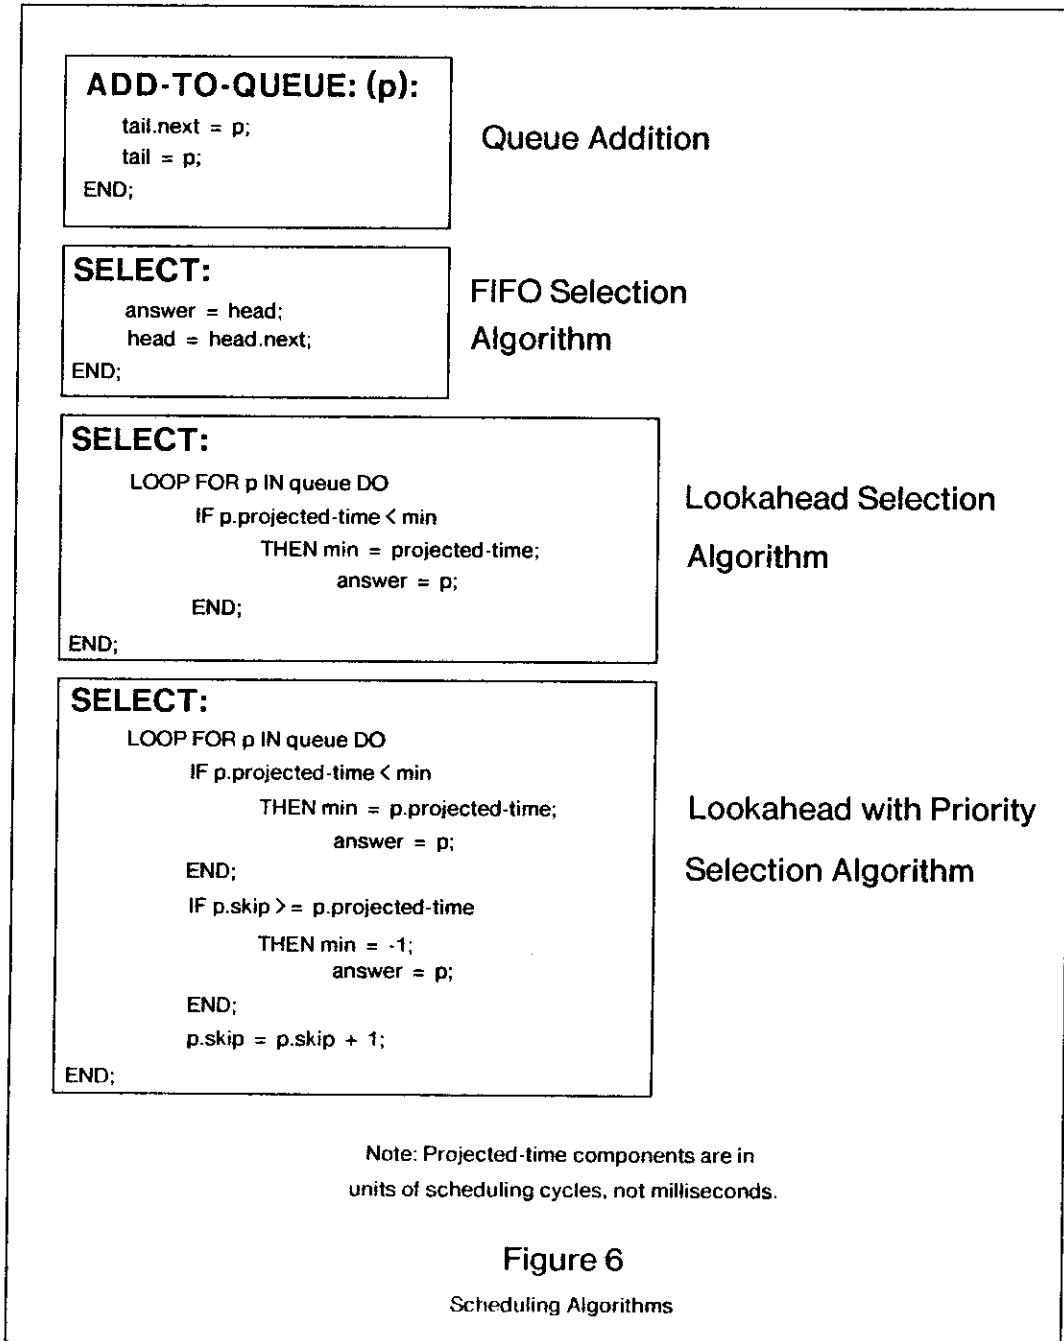 ADD-TO-QUEUE: (p):
tail.next = p;
tail = p;
END;
Queue Addition
SELECT:
answer = head;
head = head.next;
END;
FIFO Selection
Algorithm
SELECT:
LOOP FOR p IN queue DO
IF p.projected-time < min
THEN min = projected-time;
answer = p;
END;
END;
Lookahead Selection
Algorithm
SELECT:
LOOP FOR p IN queue DO
IF p.projected-time < min
THEN min = p.projected-time;
answer = p;
END;
IF p.skip >= p.projected-time
THEN min = -1;
answer = p;
END;
p.skip = p.skip + 1;
END;
Lookahead with Priority
Selection Algorithm
Note: Projected-time components are in
units of scheduling cycles, not milliseconds.
Figure 6
Scheduling Algorithms